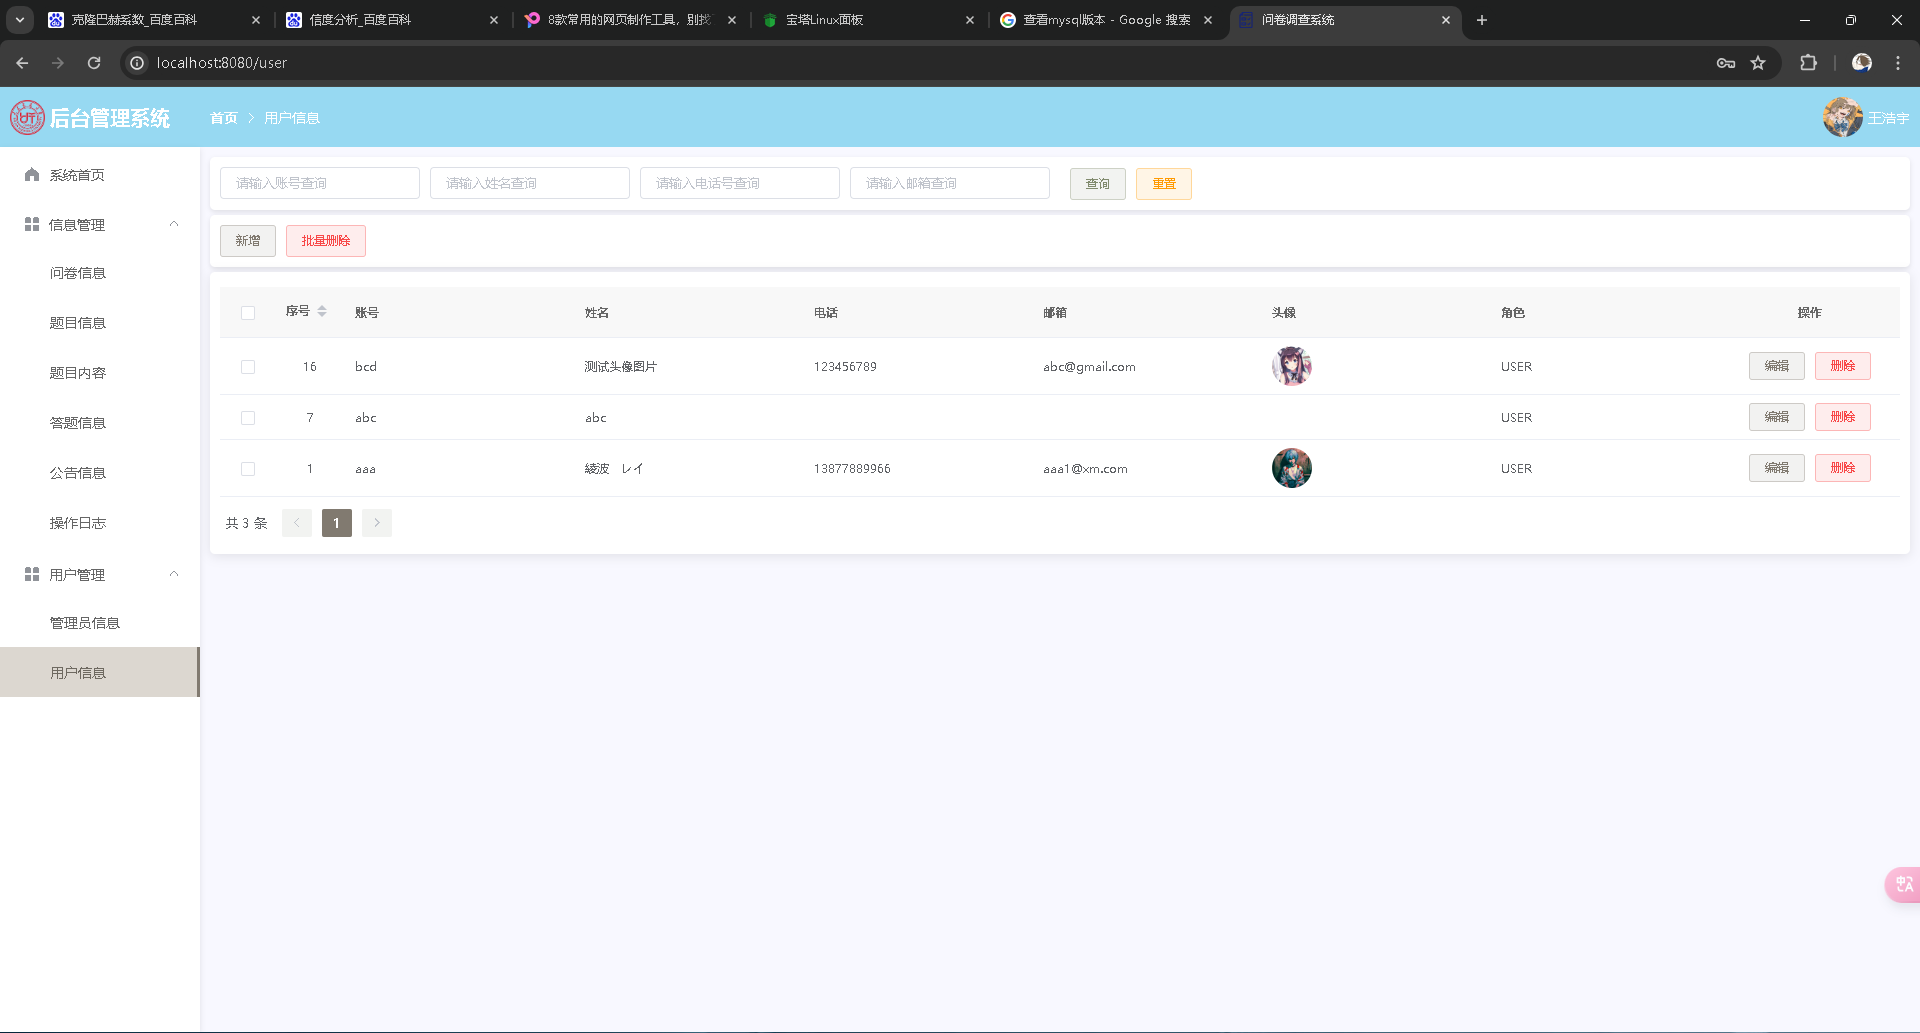 克隆巴赫系数_百度百科
信度分析_百度百科
8款常用的网页制作工具，别找
宝塔Linux面板
查看mysql版本 - Google 搜索
问卷调查系统
localhost:8080/user
后台管理系统
首页 > 用户信息
王浩宇
系统首页
信息管理
问卷信息
题目信息
题目内容
答题信息
公告信息
操作日志
用户管理
管理员信息
用户信息
请输入账号查询 请输入姓名查询 请输入电话号查询 请输入邮箱查询 查询 重置
新增 批量删除
序号 账号 姓名 电话 邮箱 头像 角色 操作
16 bcd 测试头像图片 123456789 abc@gmail.com USER 编辑 删除
7 abc abc USER 编辑 删除
1 aaa 綾波　レイ 13877889966 aaa1@xm.com USER 编辑 删除
共 3 条 < 1 >